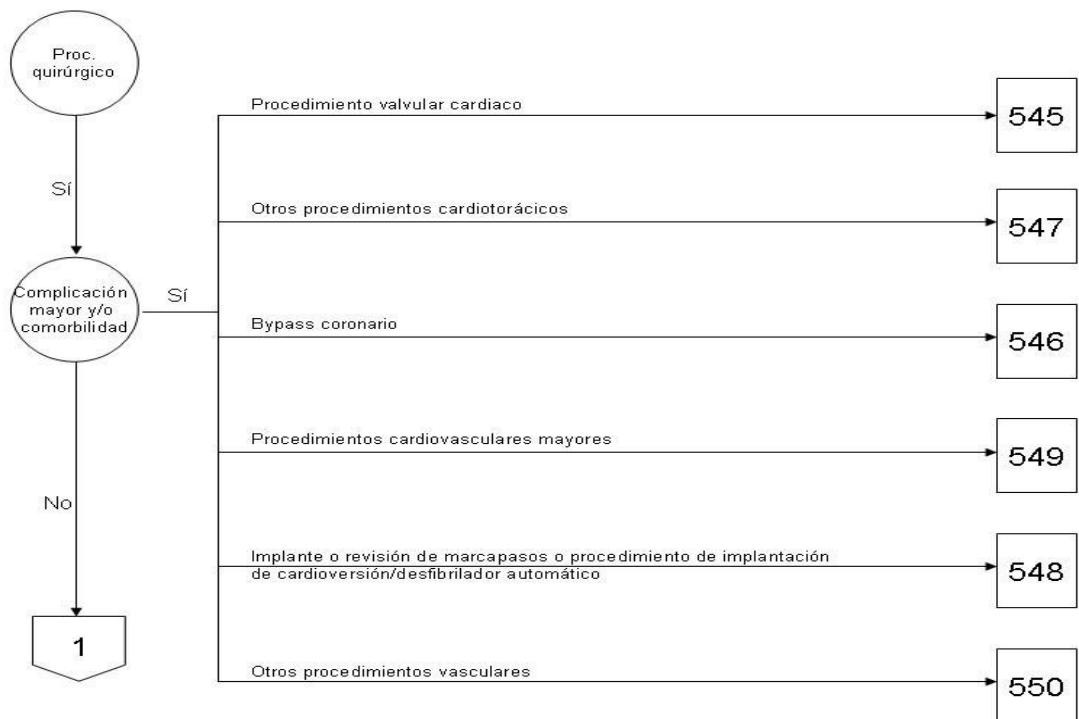 Proc.
quirúrgico
Sí
Procedimiento valvular cardiaco
545
Otros procedimientos cardiotorácicos
547
Complicación
mayor y/o
comorbilidad
Sí
Bypass coronario
546
Procedimientos cardiovasculares mayores
549
No
Implante o revisión de marcapasos o procedimiento de implantación
de cardioversión/desfibrilador automático
548
1
Otros procedimientos vasculares
550